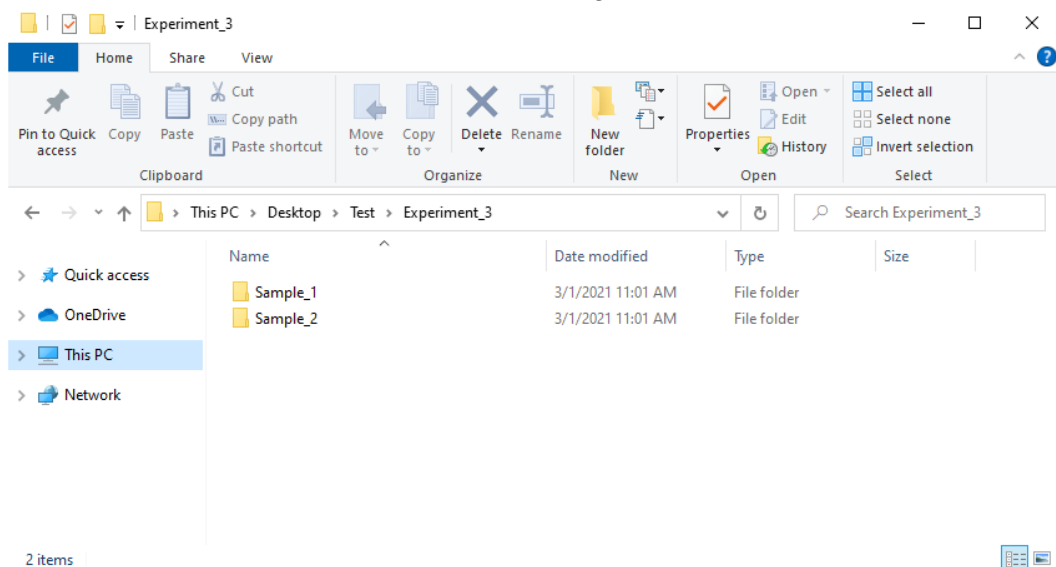 Experiment_3
File Home Share View
Pin to Quick access
Copy
Paste
Cut
Copy path
Paste shortcut
Clipboard
Move to
Copy to
Delete
Rename
Organize
New folder
New
Properties
Open
Edit
History
Open
Select all
Select none
Invert selection
Select
This PC > Desktop > Test > Experiment_3
Search Experiment_3
Quick access
OneDrive
This PC
Network
Name Date modified Type Size
Sample_1 3/1/2021 11:01 AM File folder
Sample_2 3/1/2021 11:01 AM File folder
2 items